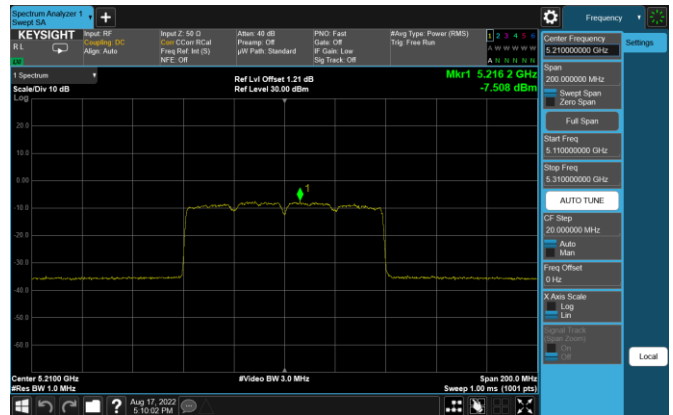 Spectrum Analyzer 1
Swept SA
+
Frequency
KEYSIGHT
R L
LW
Input: RF
Coupling: DC
Align: Auto
Input Z: 50 Ω
Corr CCorr RCal
Freq Ref: Int (S)
NFE: Off
Atten: 40 dB
Preamp: Off
µW Path: Standard
PNO: Fast
Gate: Off
IF Gain: Low
Sig Track: Off
#Avg Type: Power (RMS)
Trig: Free Run
1 2 3 4 5 6
A W W W W W
A N N N N N
1 Spectrum
Scale/Div 10 dB
Log
Ref Lvl Offset 1.21 dB
Ref Level 30.00 dBm
Mkr1 5.216 2 GHz
-7.508 dBm
20.0
10.0
0.00
-10.0
-20.0
-30.0
-40.0
-50.0
-60.0
1
Center 5.2100 GHz
#Res BW 1.0 MHz
#Video BW 3.0 MHz
Span 200.0 MHz
Sweep 1.00 ms (1001 pts)
Center Frequency
5.210000000 GHz
Span
200.000000 MHz
Swept Span
Zero Span
Full Span
Start Freq
5.110000000 GHz
Stop Freq
5.310000000 GHz
AUTO TUNE
CF Step
20.000000 MHz
Auto
Man
Freq Offset
0 Hz
X Axis Scale
Log
Lin
Signal Track
(Span Zoom)
On
Off
Settings
Local
?
Aug 17, 2022
5:10:02 PM